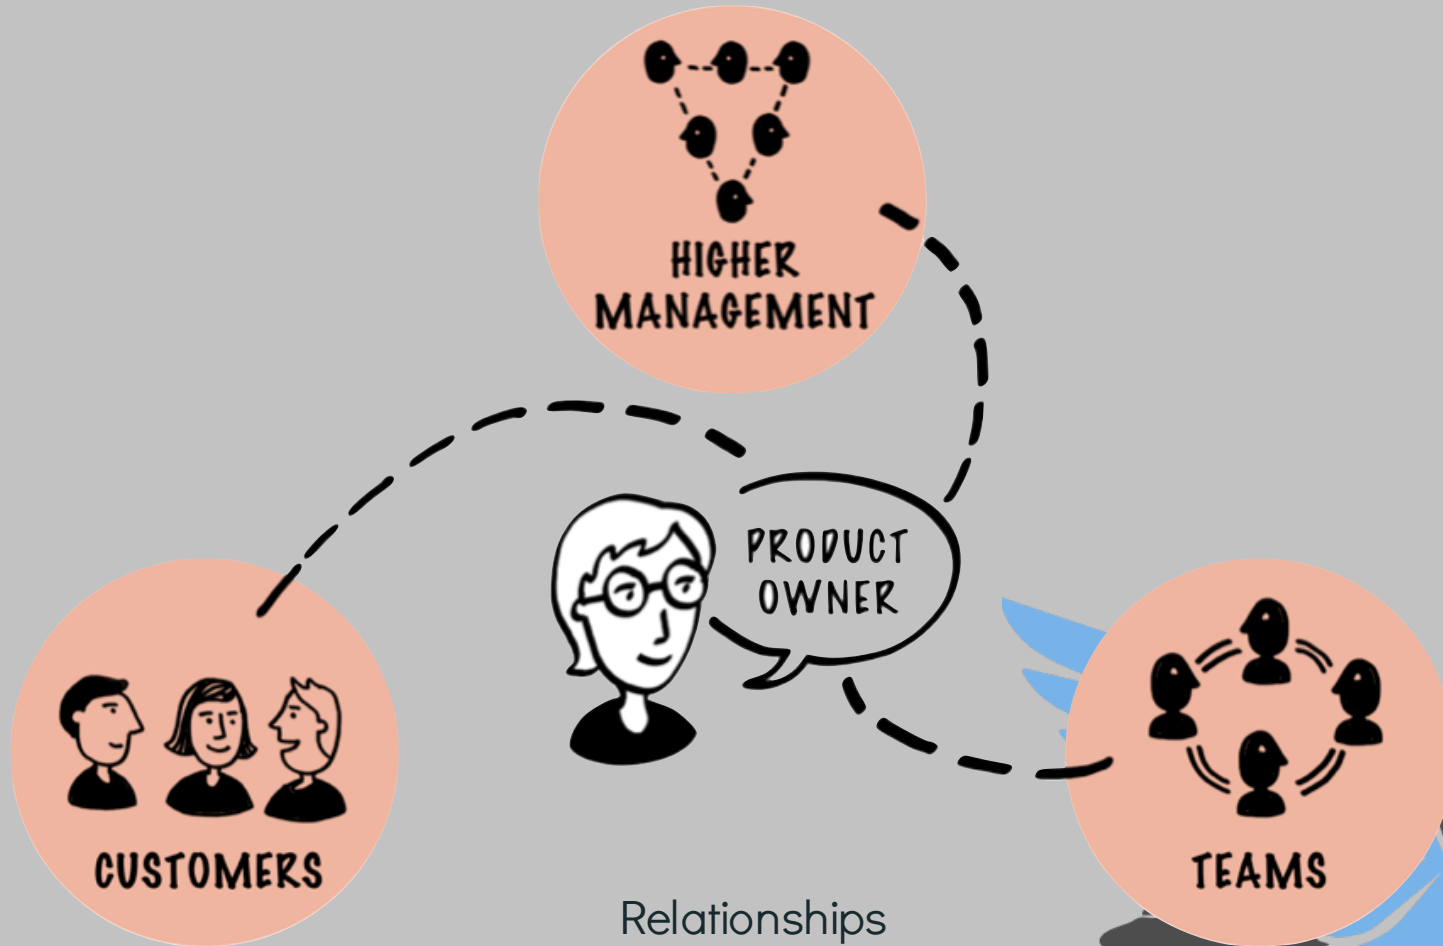 HIGHER
MANAGEMENT
PRODUCT
OWNER
CUSTOMERS
TEAMS
Relationships